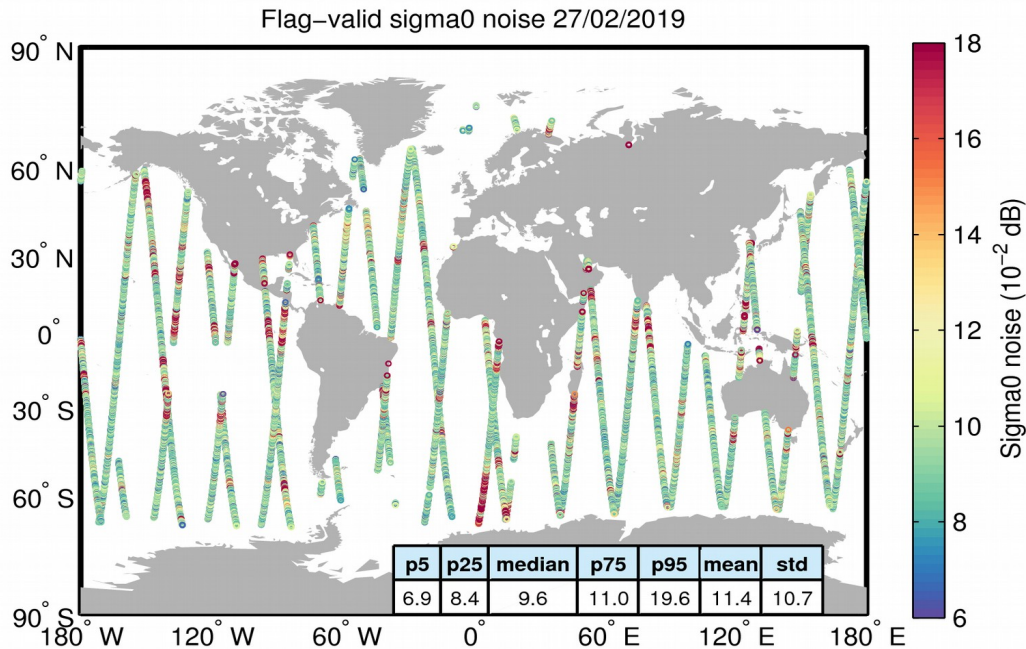 Flag−valid sigma0 noise 27/02/2019
90° N
60° N
30° N
0°
30° S
60° S
90° S
180° W
120° W
60° W
0°
60° E
120° E
180° E
p5 p25 median p75 p95 mean std
6.9 8.4 9.6 11.0 19.6 11.4 10.7
18
16
14
12
10
8
6
Sigma0 noise (10⁻² dB)